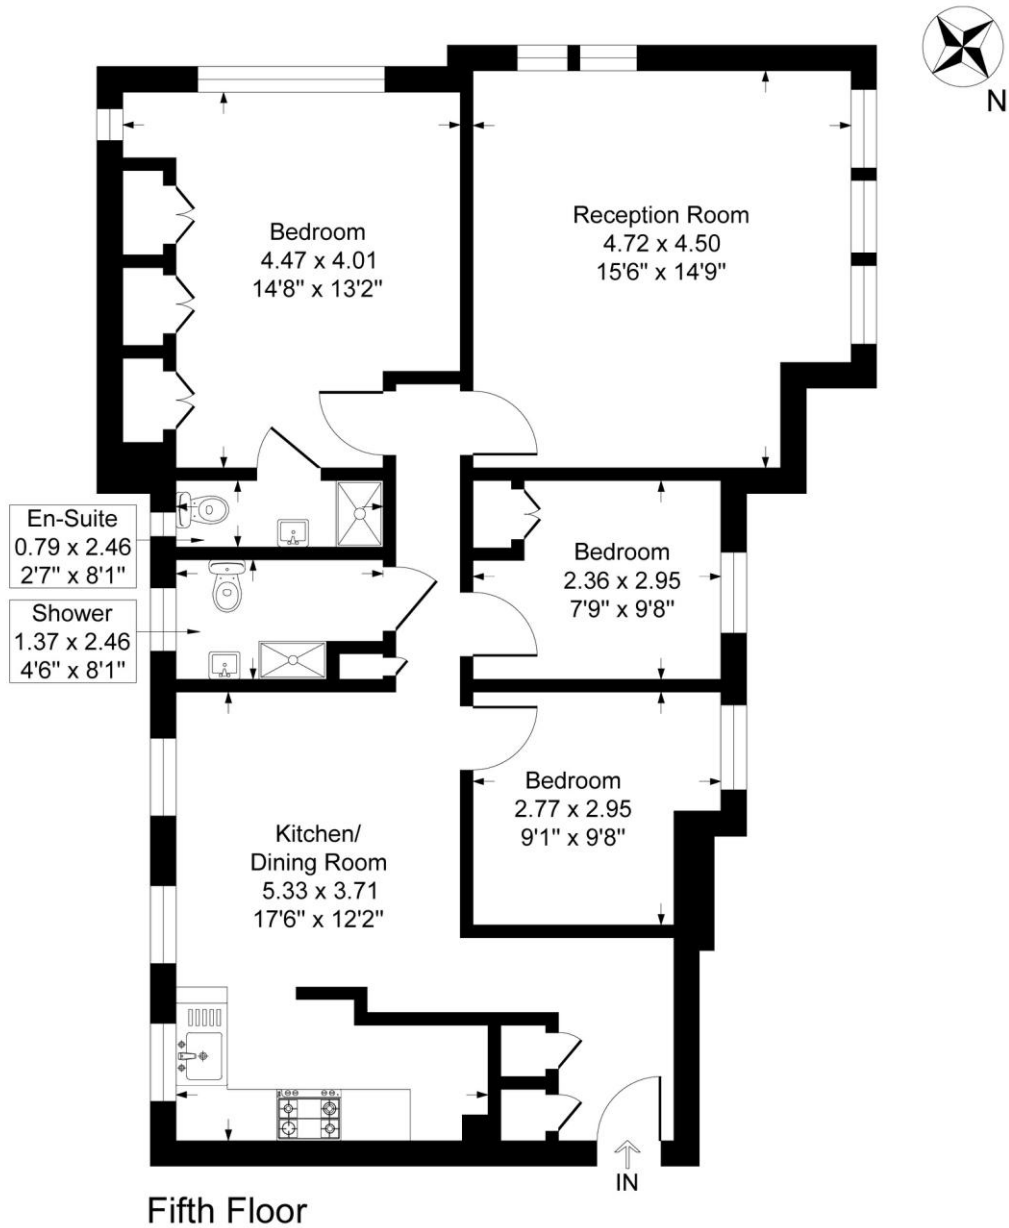 N
Bedroom
4.47 x 4.01
14'8" x 13'2"
Reception Room
4.72 x 4.50
15'6" x 14'9"
En-Suite
0.79 x 2.46
2'7" x 8'1"
Shower
1.37 x 2.46
4'6" x 8'1"
Bedroom
2.36 x 2.95
7'9" x 9'8"
Bedroom
2.77 x 2.95
9'1" x 9'8"
Kitchen/
Dining Room
5.33 x 3.71
17'6" x 12'2"
IN
Fifth Floor